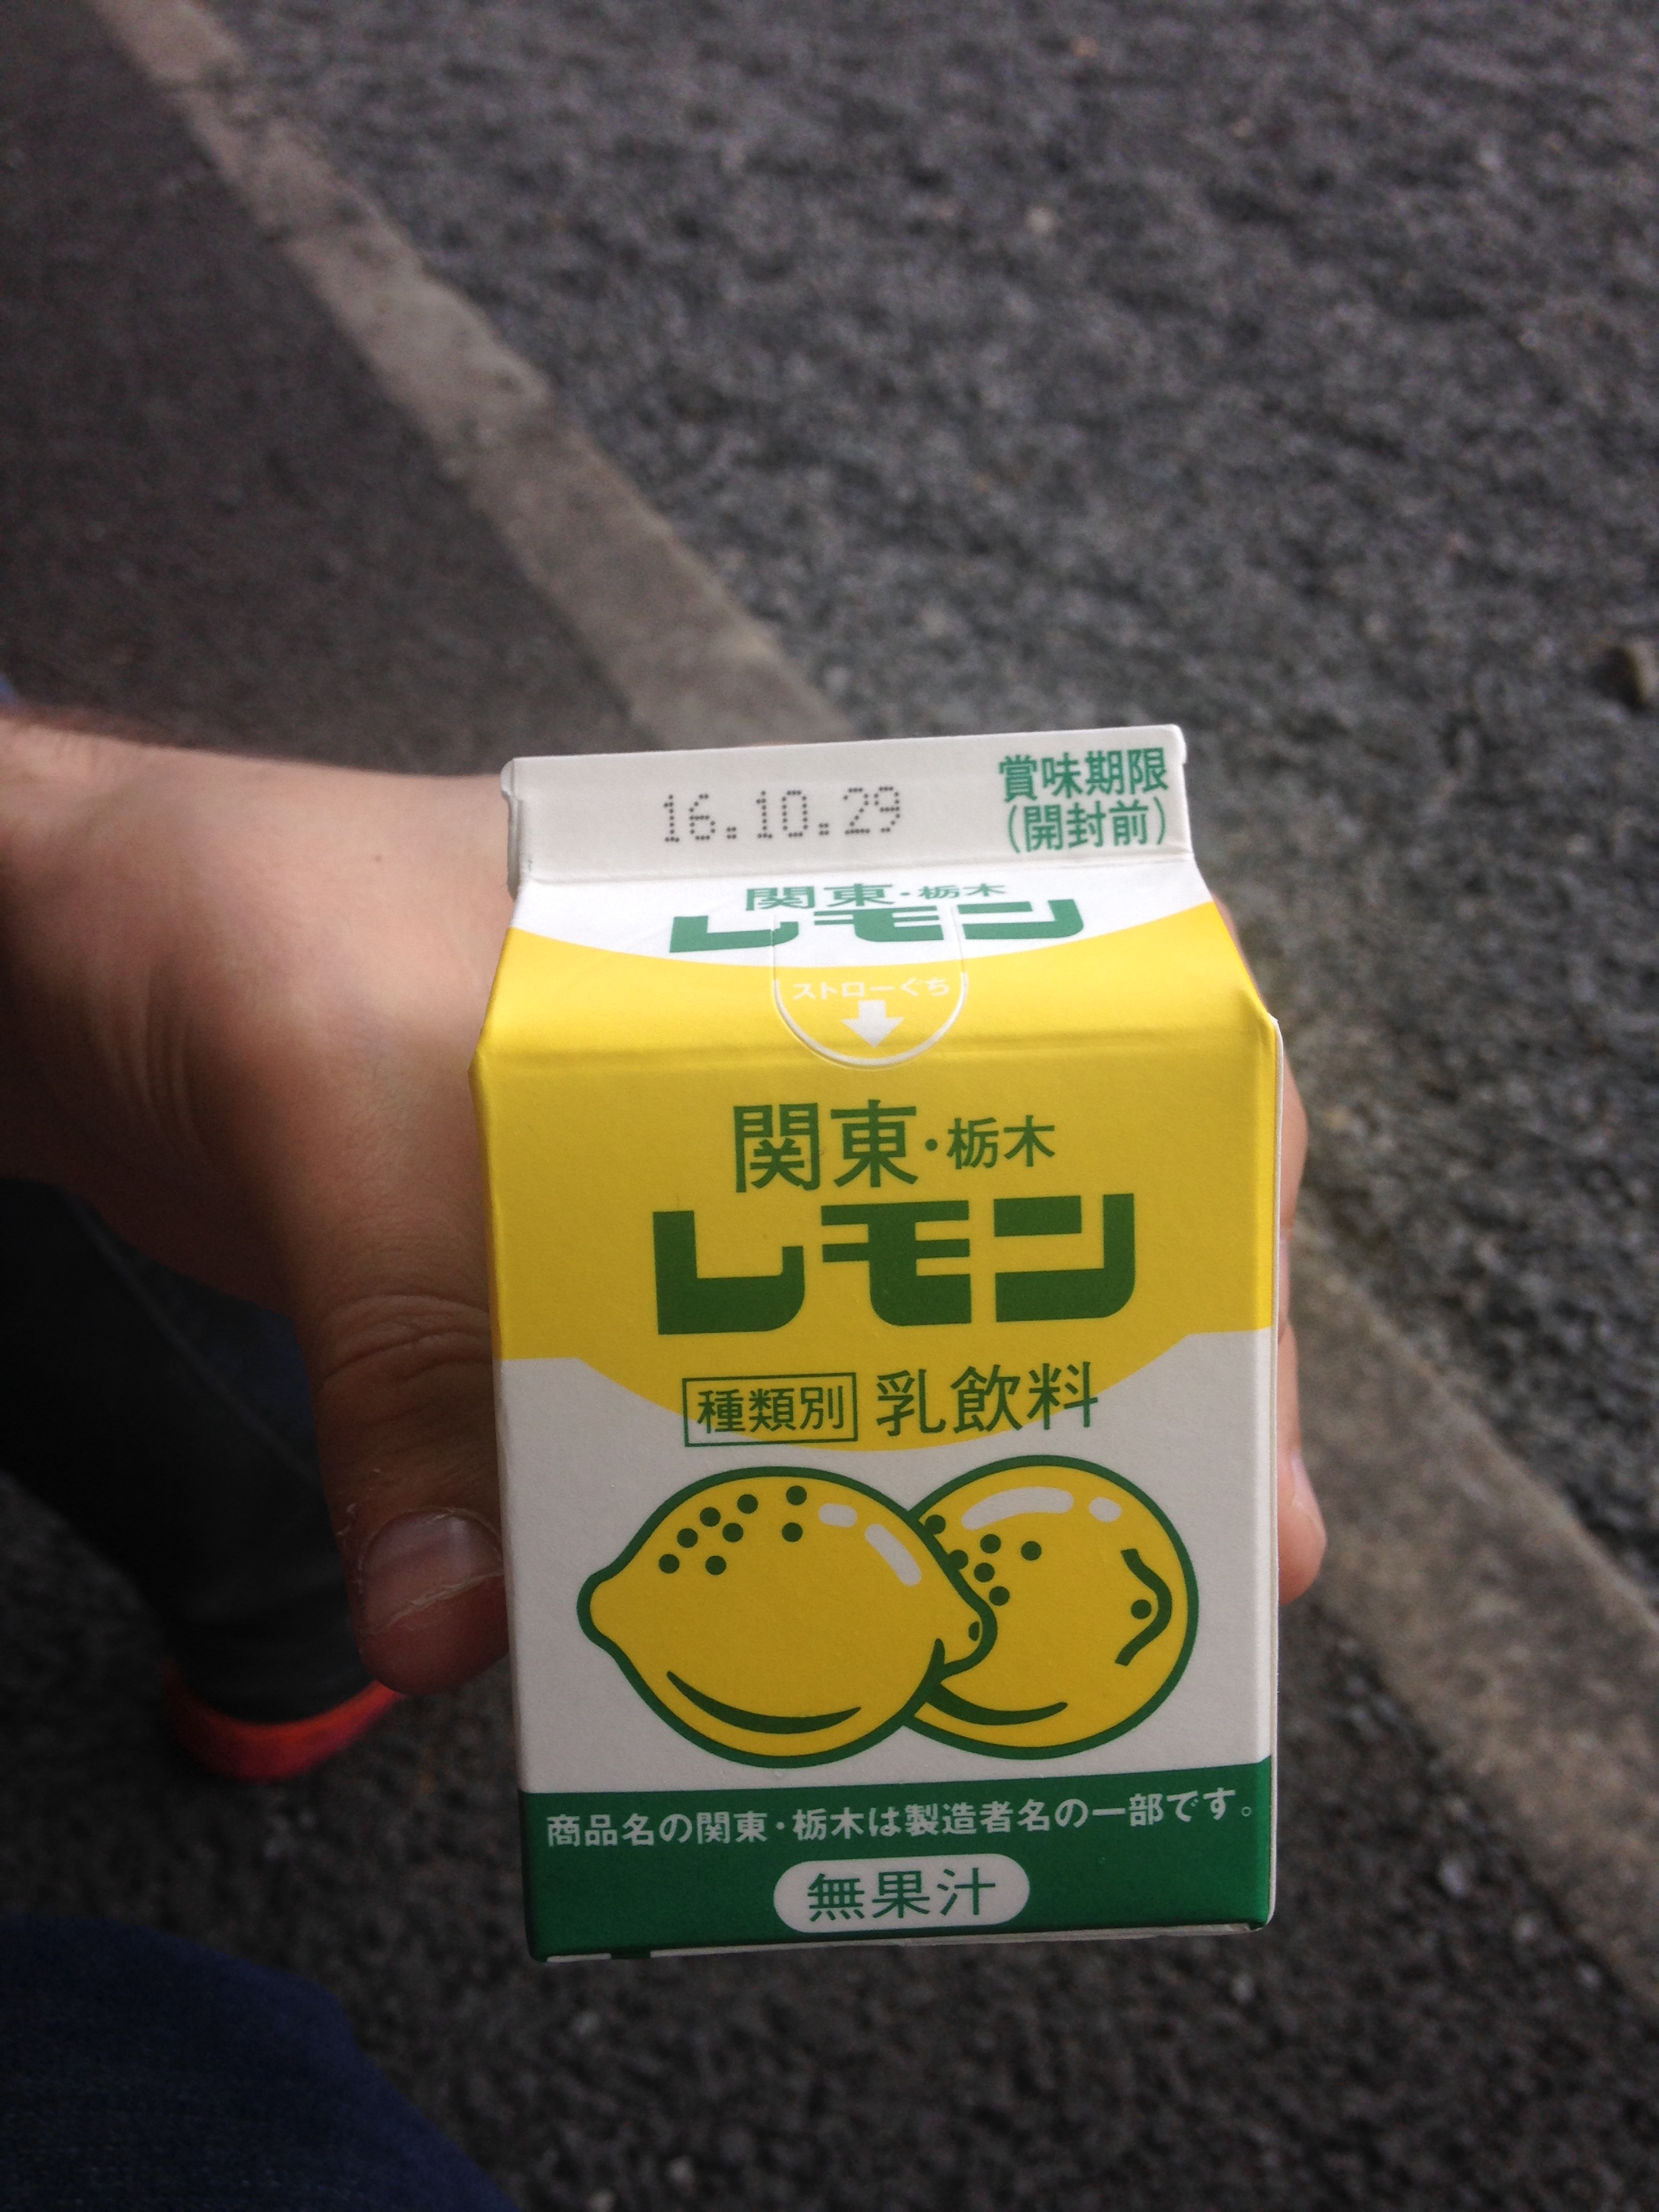 16.10.29
賞味期限
(開封前)
関東・栃木
レモン
ストローぐち
関東・栃木
レモン
種類別 乳飲料
商品名の関東・栃木は製造者名の一部です。
無果汁